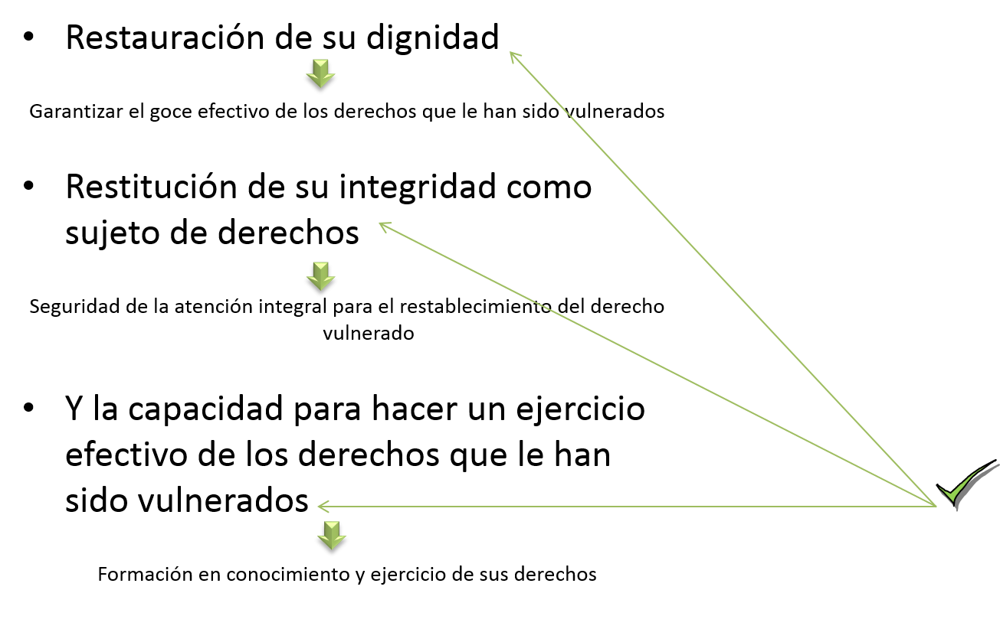 • Restauración de su dignidad
Garantizar el goce efectivo de los derechos que le han sido vulnerados
• Restitución de su integridad como
sujeto de derechos
Seguridad de la atención integral para el restablecimiento del derecho
vulnerado
• Y la capacidad para hacer un ejercicio
efectivo de los derechos que le han
sido vulnerados
Formación en conocimiento y ejercicio de sus derechos